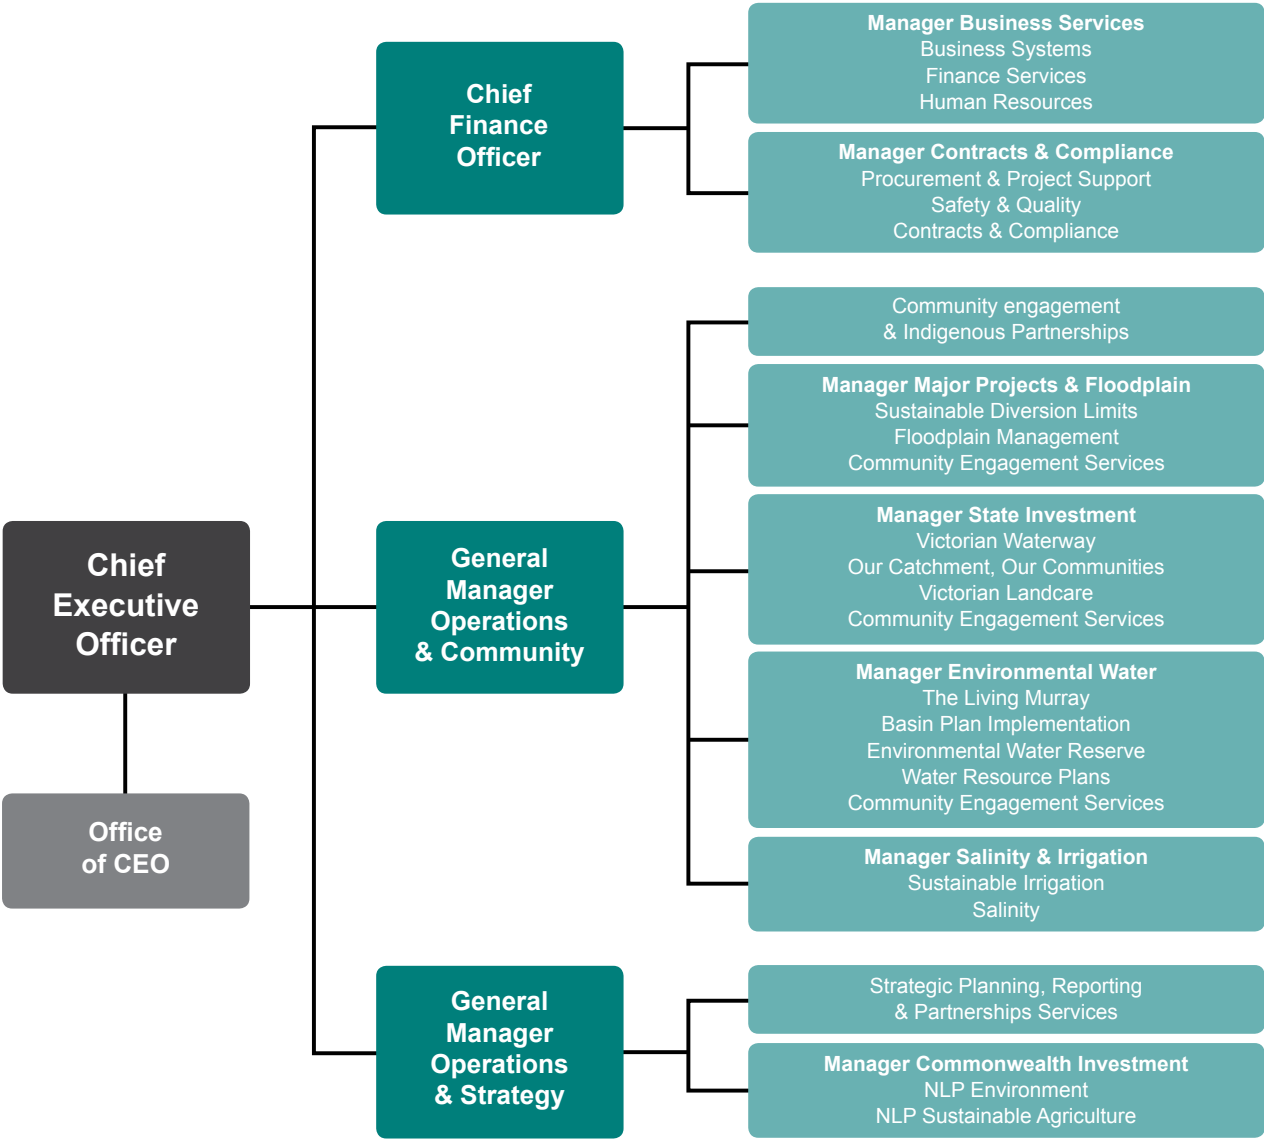 Chief
Executive
Officer
Office
of CEO
Chief
Finance
Officer
Manager Business Services
Business Systems
Finance Services
Human Resources
Manager Contracts & Compliance
Procurement & Project Support
Safety & Quality
Contracts & Compliance
General
Manager
Operations
& Community
Community engagement
& Indigenous Partnerships
Manager Major Projects & Floodplain
Sustainable Diversion Limits
Floodplain Management
Community Engagement Services
Manager State Investment
Victorian Waterway
Our Catchment, Our Communities
Victorian Landcare
Community Engagement Services
Manager Environmental Water
The Living Murray
Basin Plan Implementation
Environmental Water Reserve
Water Resource Plans
Community Engagement Services
Manager Salinity & Irrigation
Sustainable Irrigation
Salinity
General
Manager
Operations
& Strategy
Strategic Planning, Reporting
& Partnerships Services
Manager Commonwealth Investment
NLP Environment
NLP Sustainable Agriculture